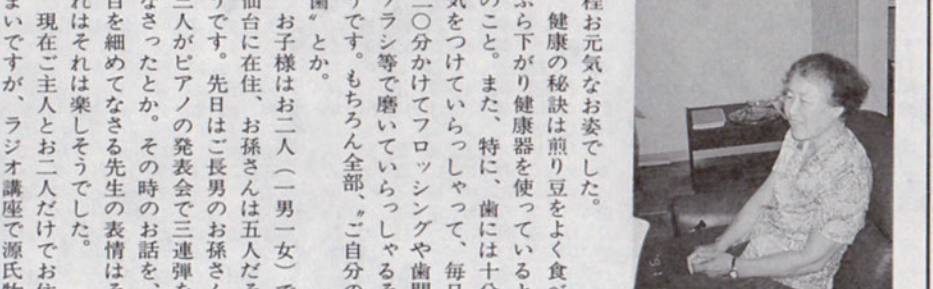 程お元気なお姿でした。
健康の秘訣は煎り豆をよく食べ
ぶら下がり健康器を使っていると
のこと。また、特に、歯には十分
気をつけていらっしゃって、毎日
二〇分かけてフロッシングや歯間
ブラシ等で磨いていらっしゃるそ
うです。もちろん全部、〝ご自分の
歯〟とか。
お子様はお二人（一男一女）で
仙台に在住、お孫さんは五人だそ
うです。先日はご長男のお孫さん
三人がピアノの発表会で三連弾を
なさったとか。その時のお話を、
目を細めてなさる先生の表情はそ
れはそれは楽しそうでした。
現在ご主人とお二人だけでお住
まいですが、ラジオ講座で源氏物